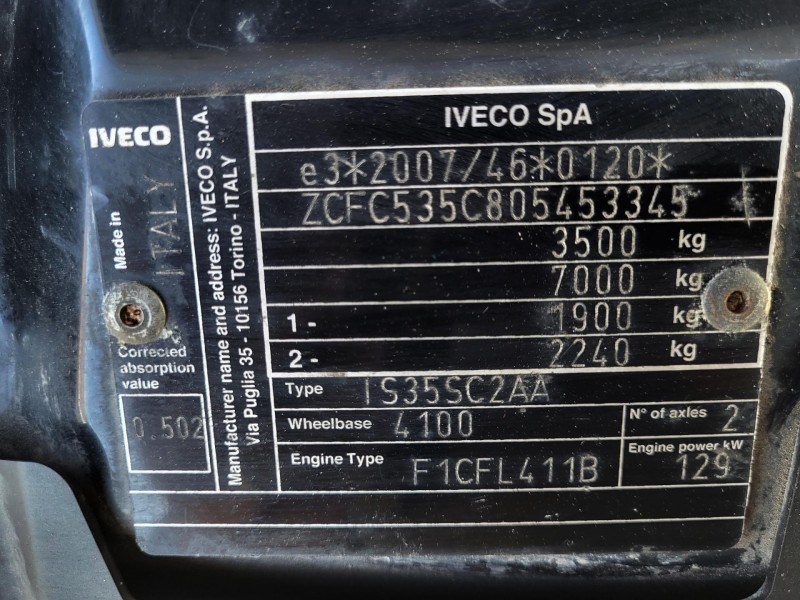 IVECO
Made in ITALY
Corrected
absorption
value
0.502
Manufacturer name and address: IVECO S.p.A.
Via Puglia 35 - 10156 Torino - ITALY
IVECO SpA
e3*2007/46*0120*
ZCFC535C805453345
3500 kg
7000 kg
1- 1900 kg
2- 2240 kg
Type IS35SC2AA
Wheelbase 4100
N° of axles 2
Engine Type F1CFL411B
Engine power kW
129